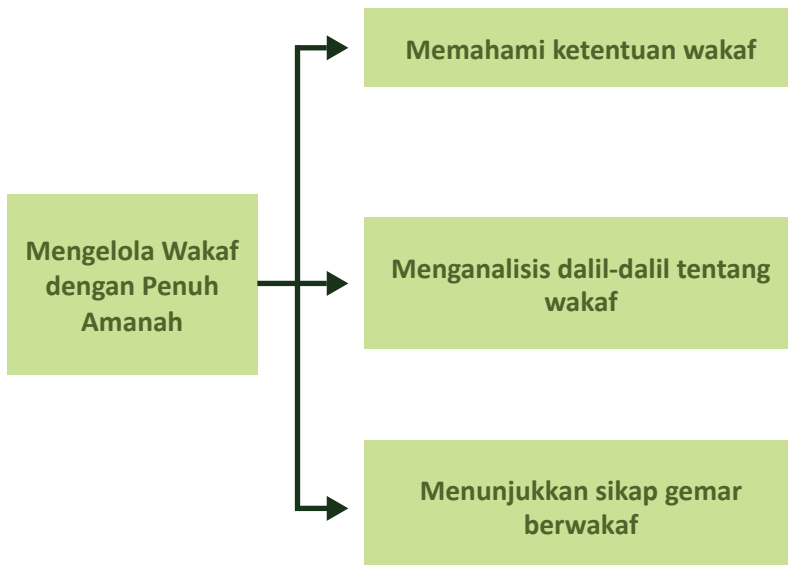 Memahami ketentuan wakaf
Mengelola Wakaf
dengan Penuh
Amanah
Menganalisis dalil-dalil tentang
wakaf
Menunjukkan sikap gemar
berwakaf